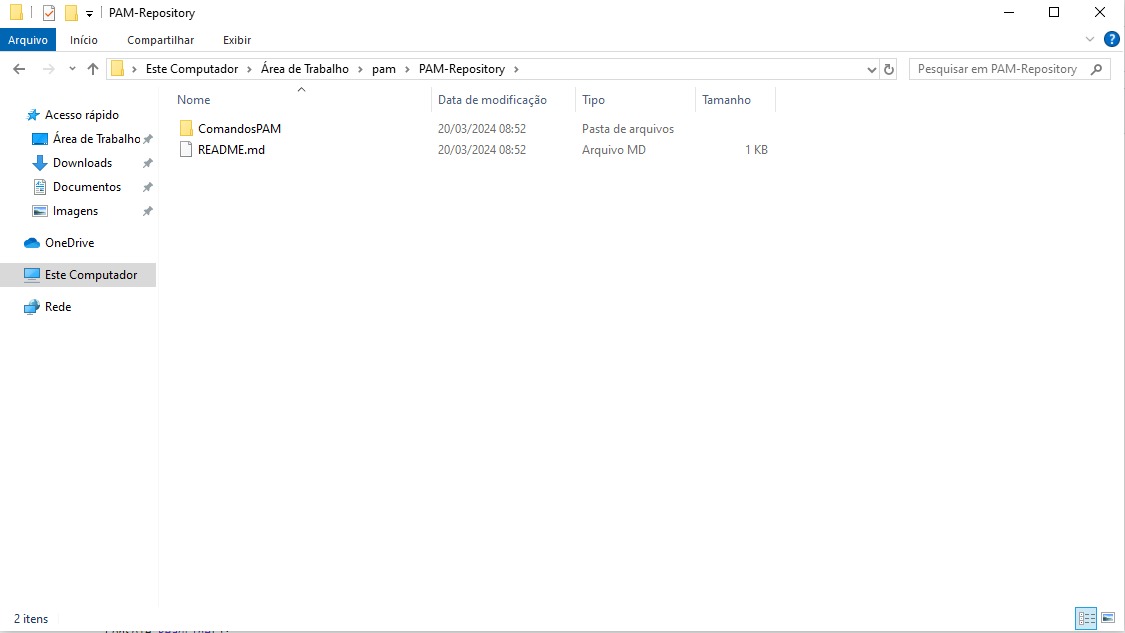 PAM-Repository
Arquivo Início Compartilhar Exibir
Este Computador Área de Trabalho pam PAM-Repository Pesquisar em PAM-Repository
Nome Data de modificação Tipo Tamanho
Acesso rápido
Área de Trabalho
Downloads
Documentos
Imagens
OneDrive
Este Computador
Rede
ComandosPAM 20/03/2024 08:52 Pasta de arquivos
README.md 20/03/2024 08:52 Arquivo MD 1 KB
2 itens